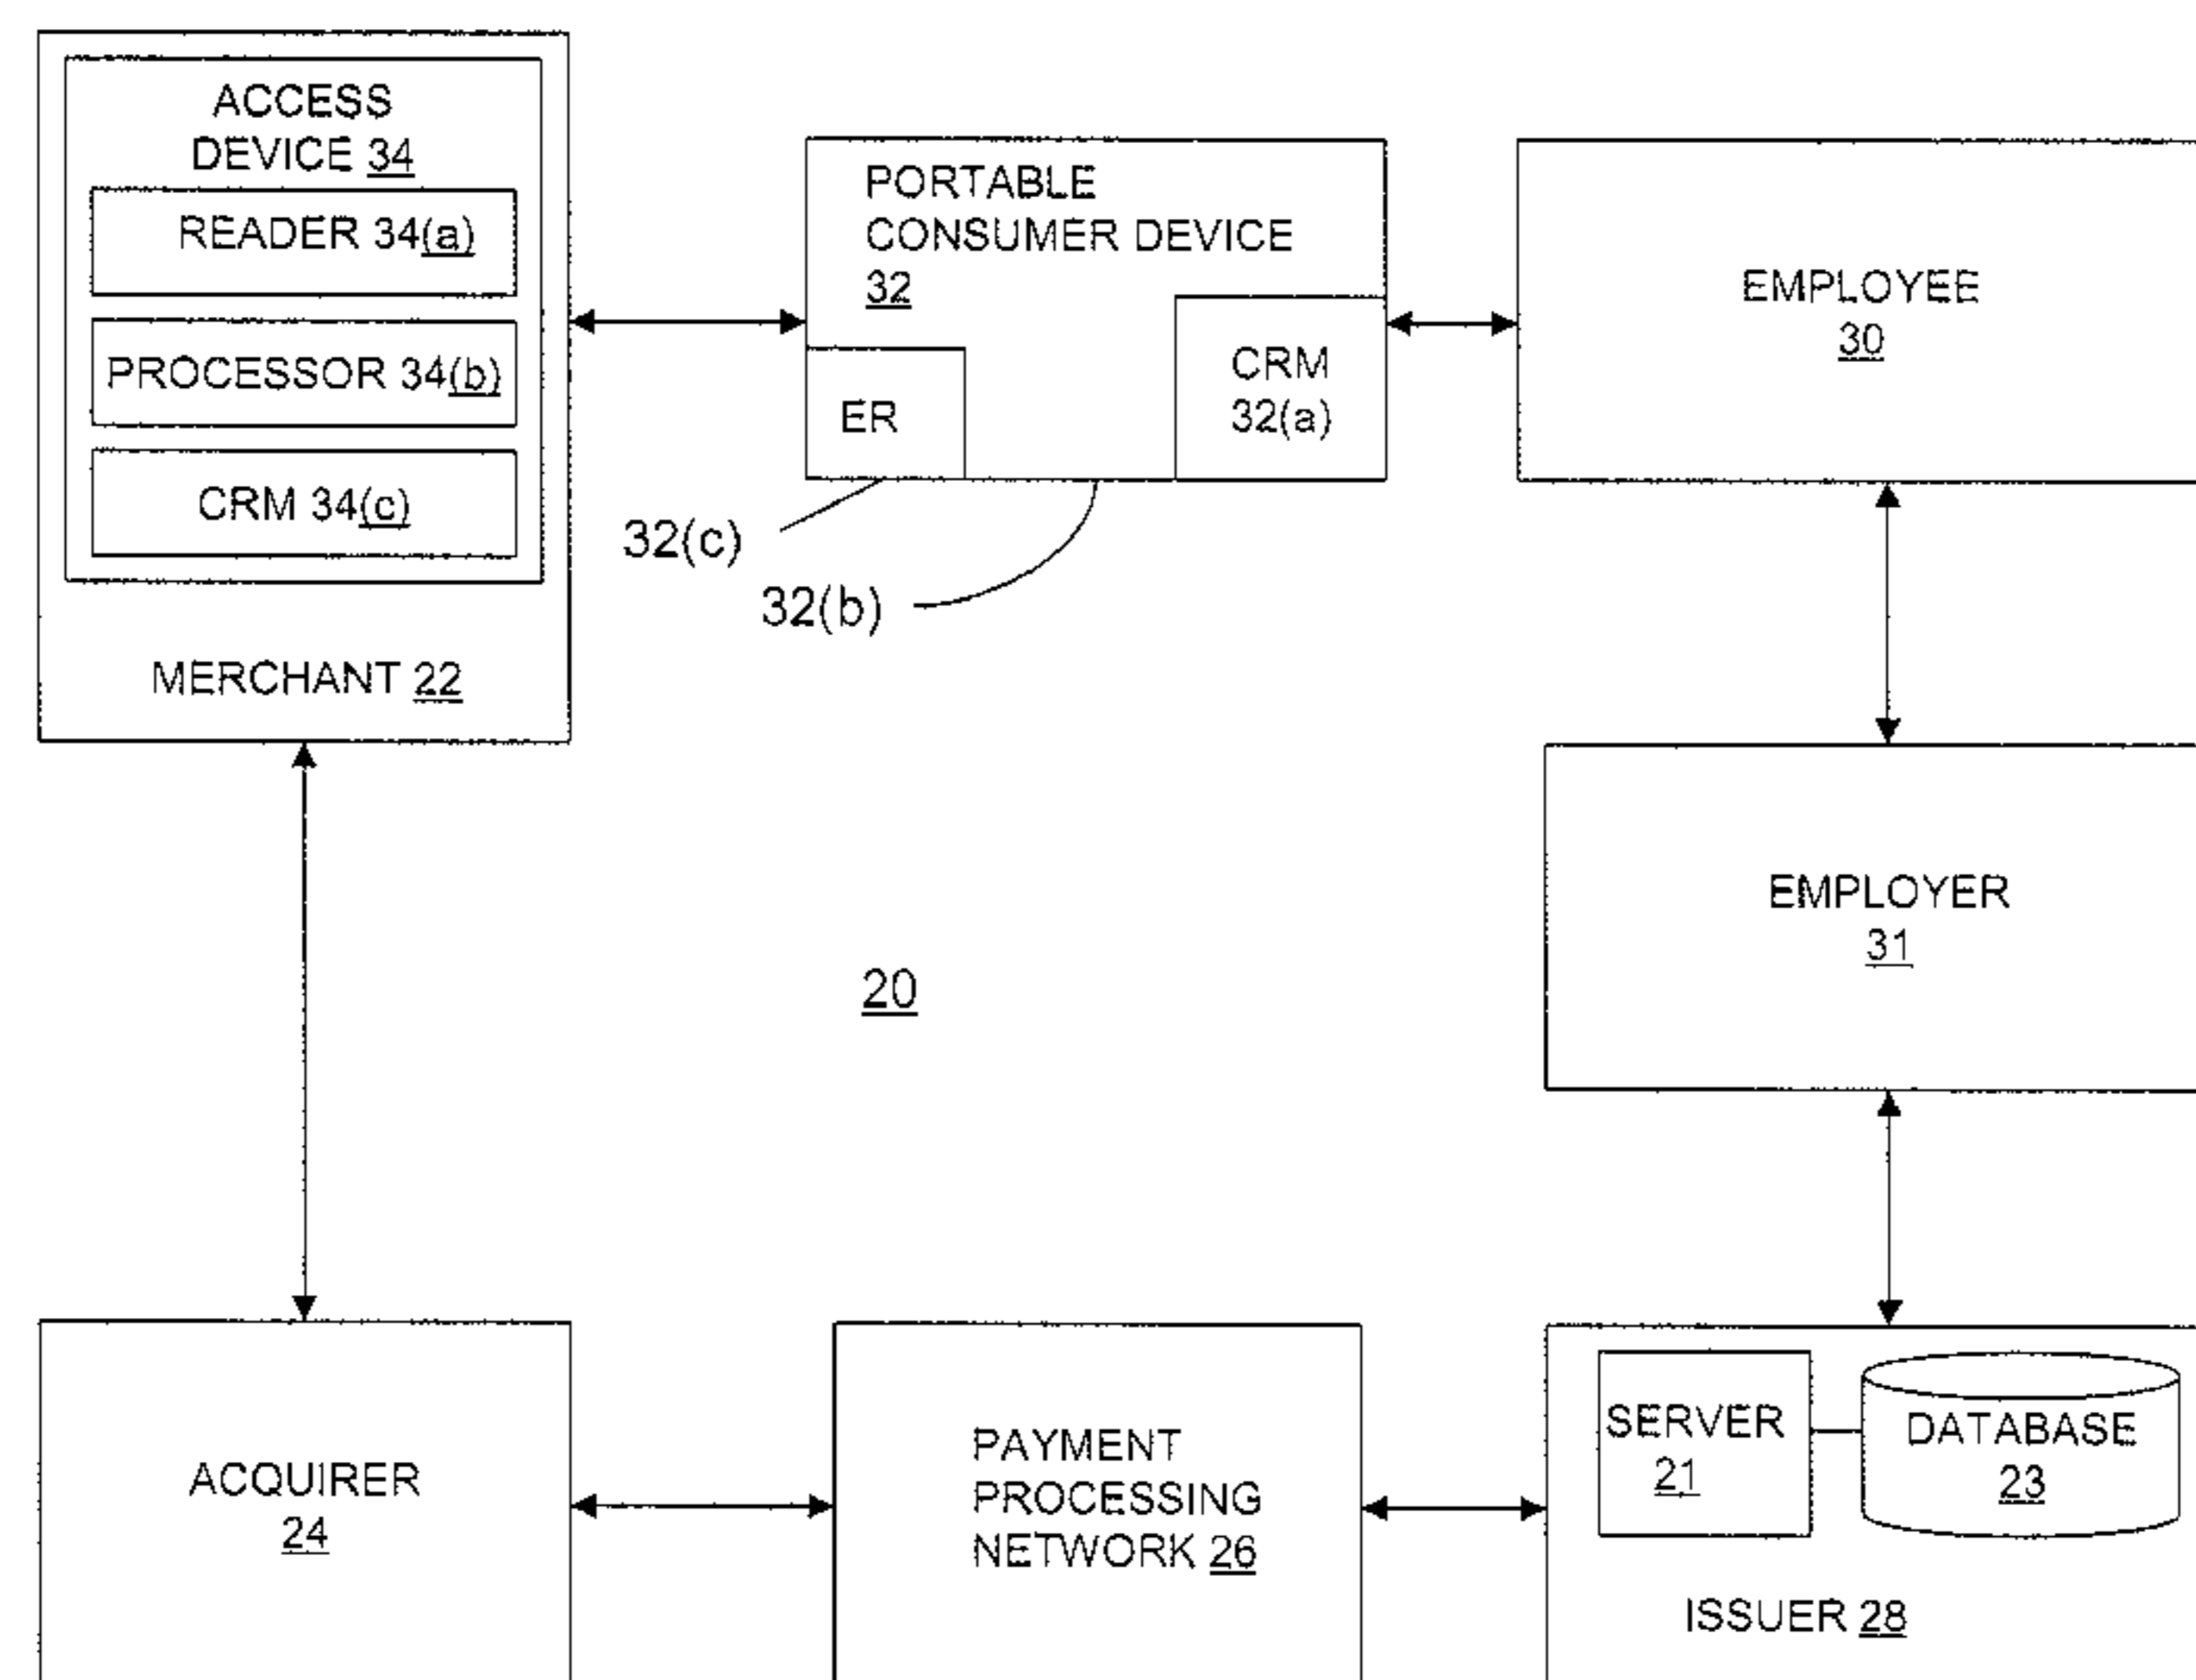 ACCESS
DEVICE 34
READER 34(a)
PROCESSOR 34(b)
CRM 34(c)
MERCHANT 22
PORTABLE
CONSUMER DEVICE
32
ER
CRM
32(a)
32(c)
32(b)
EMPLOYEE
30
EMPLOYER
31
20
ACQUIRER
24
PAYMENT
PROCESSING
NETWORK 26
SERVER
21
DATABASE
23
ISSUER 28